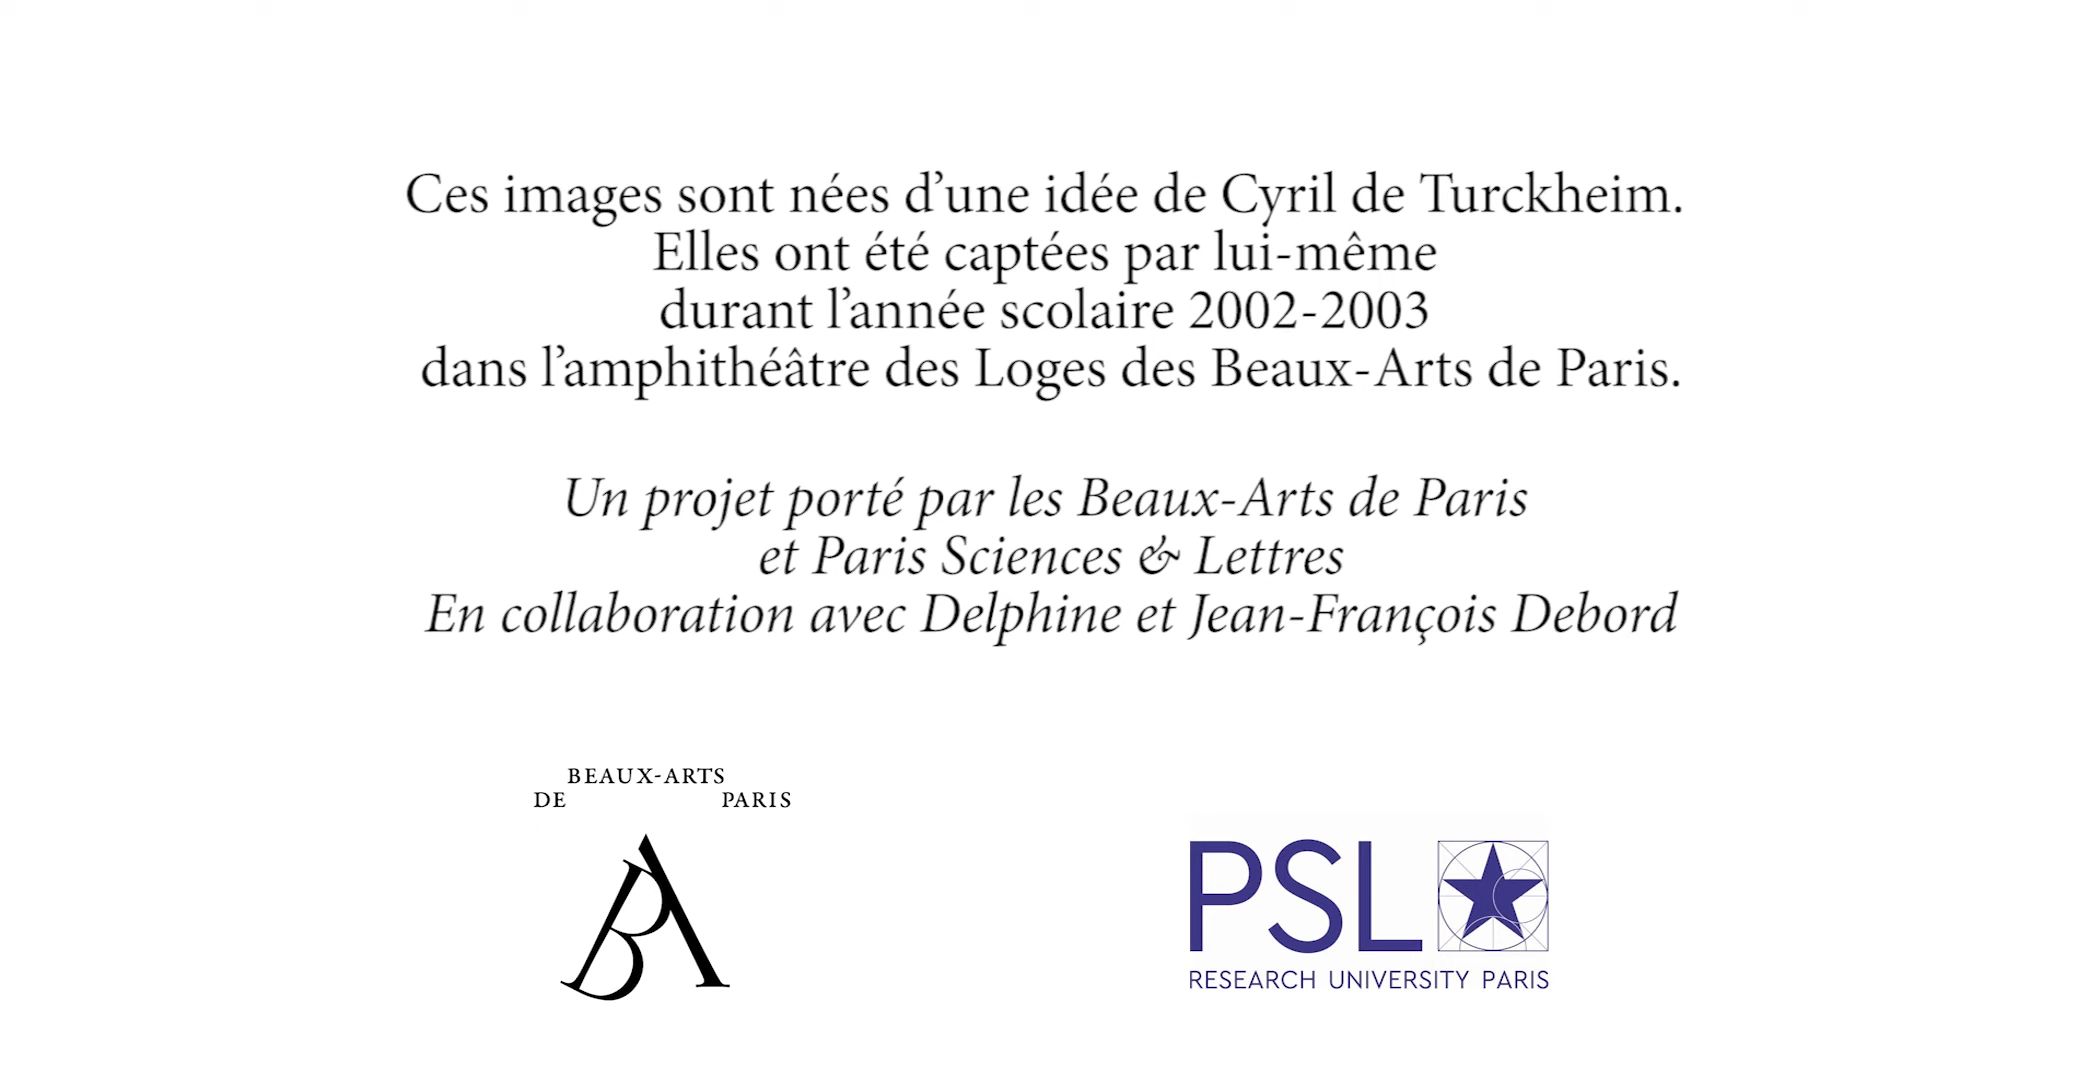 Ces images sont nées d’une idée de Cyril de Turckheim.
Elles ont été captées par lui-même
durant l’année scolaire 2002-2003
dans l’amphithéâtre des Loges des Beaux-Arts de Paris.
Un projet porté par les Beaux-Arts de Paris
et Paris Sciences & Lettres
En collaboration avec Delphine et Jean-François Debord
BEAUX-ARTS
DE PARIS
BA
PSL
RESEARCH UNIVERSITY PARIS